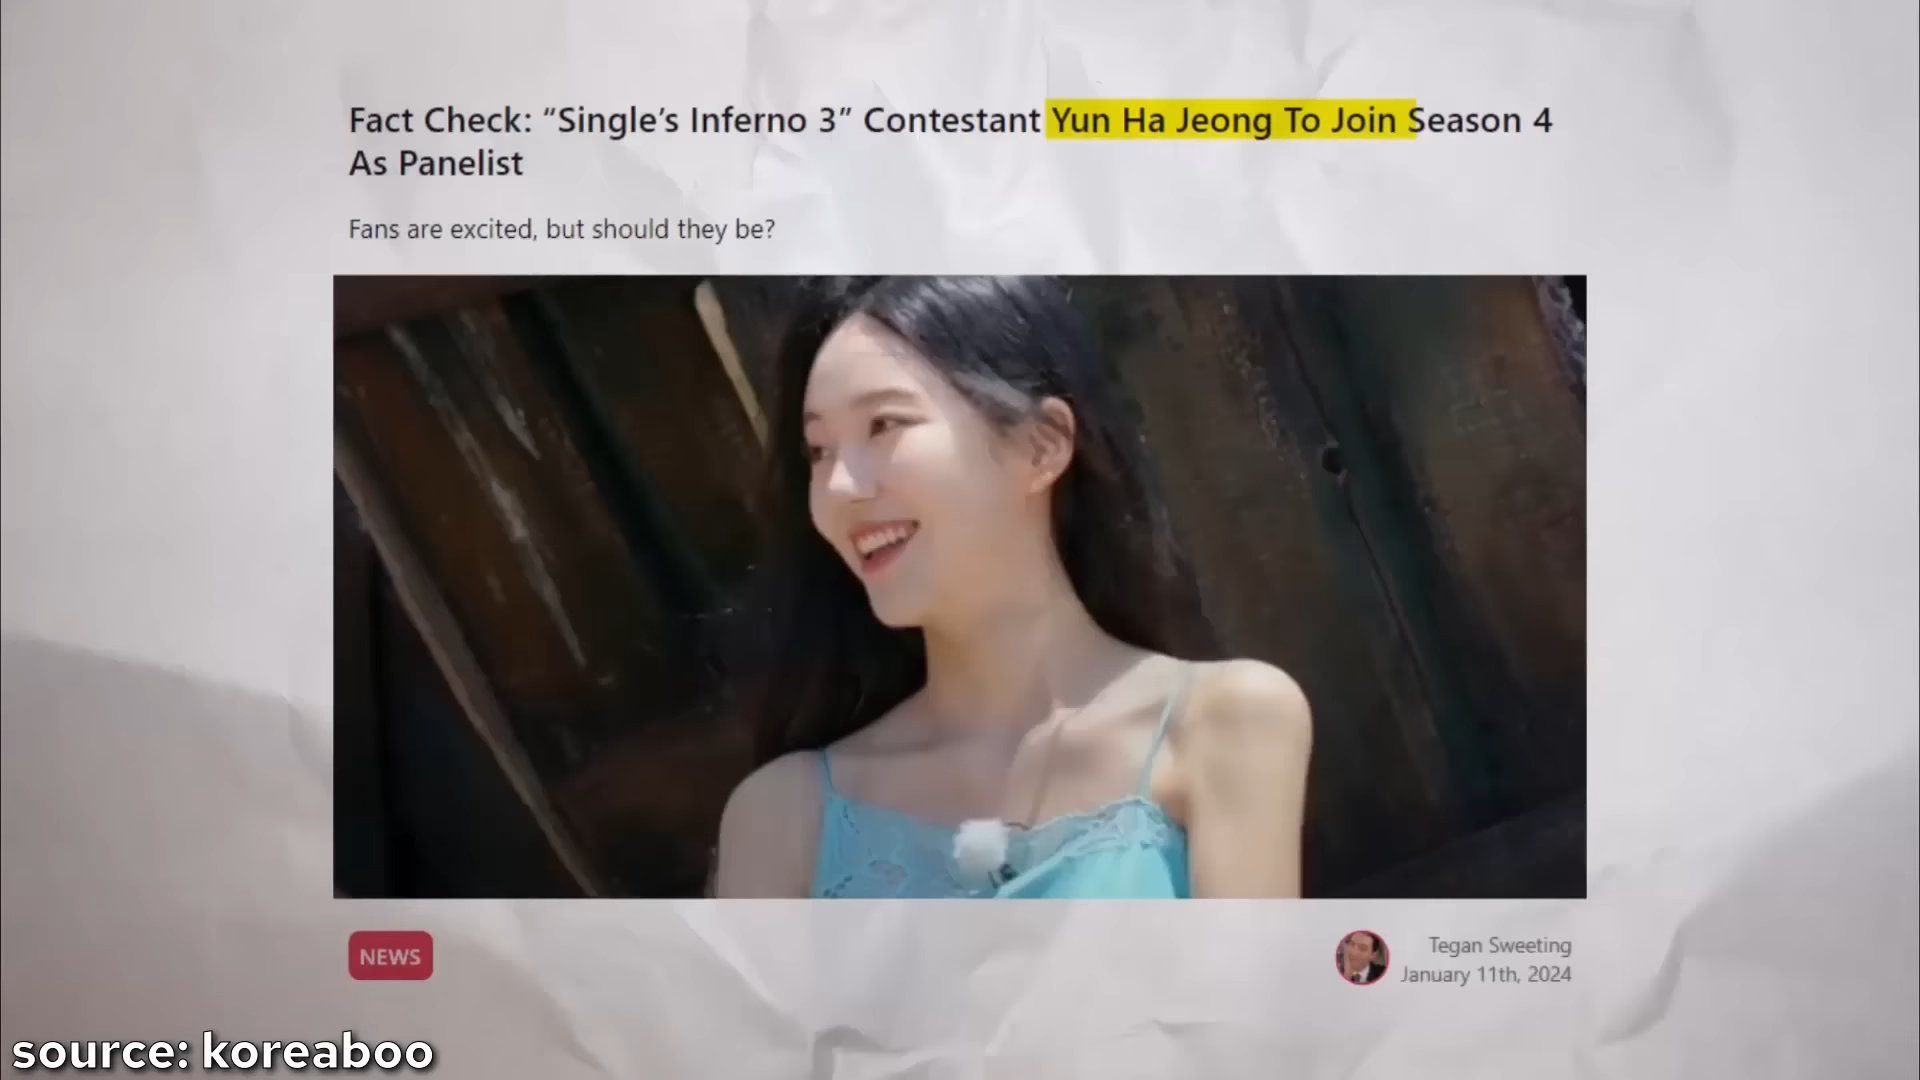 Fact Check: “Single’s Inferno 3” Contestant Yun Ha Jeong To Join Season 4
As Panelist
Fans are excited, but should they be?
NEWS
Tegan Sweeting
January 11th, 2024
source: koreaboo